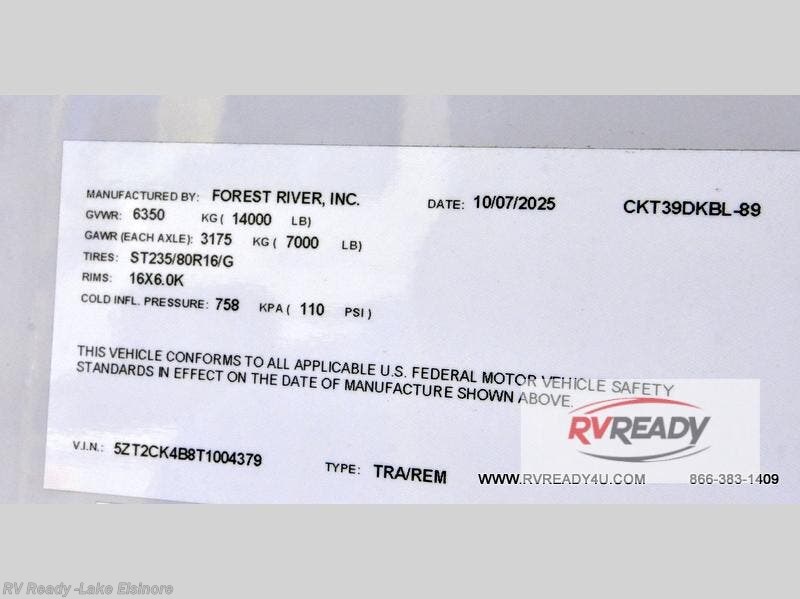 MANUFACTURED BY: FOREST RIVER, INC. DATE: 10/07/2025 CKT39DKBL-89
GVWR: 6350 KG ( 14000 LB)
GAWR (EACH AXLE): 3175 KG ( 7000 LB)
TIRES: ST235/80R16/G
RIMS: 16X6.0K
COLD INFL. PRESSURE: 758 KPA ( 110 PSI )
THIS VEHICLE CONFORMS TO ALL APPLICABLE U.S. FEDERAL MOTOR VEHICLE SAFETY
STANDARDS IN EFFECT ON THE DATE OF MANUFACTURE SHOWN ABOVE.
V.I.N.: 5ZT2CK4B8T1004379 TYPE: TRA/REM
RVREADY
WWW.RVREADY4U.COM 866-383-1409
RV Ready -Lake Elsinore